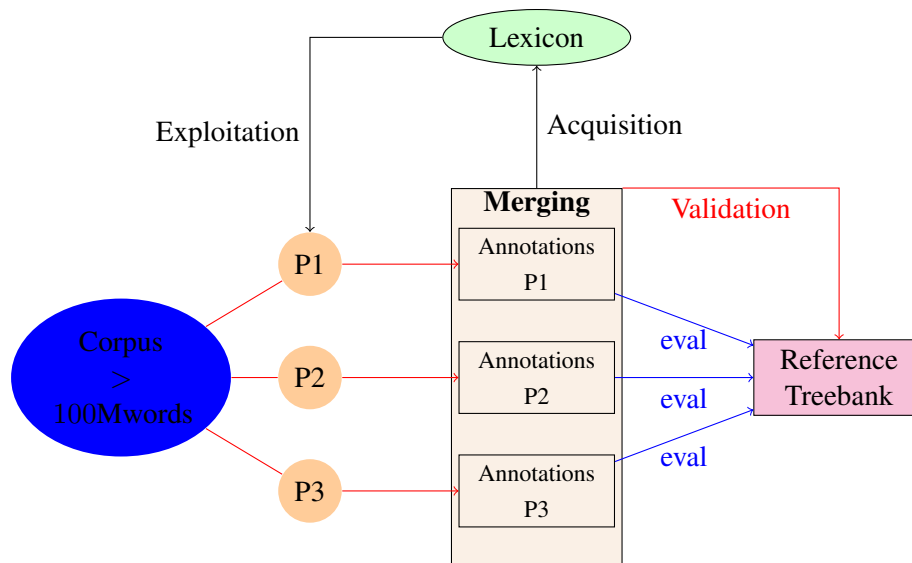 Lexicon
Exploitation
Acquisition
Merging
Validation
P1
Annotations
P1
Corpus
>
100Mwords
P2
Annotations
P2
eval
Reference
Treebank
eval
P3
Annotations
P3
eval